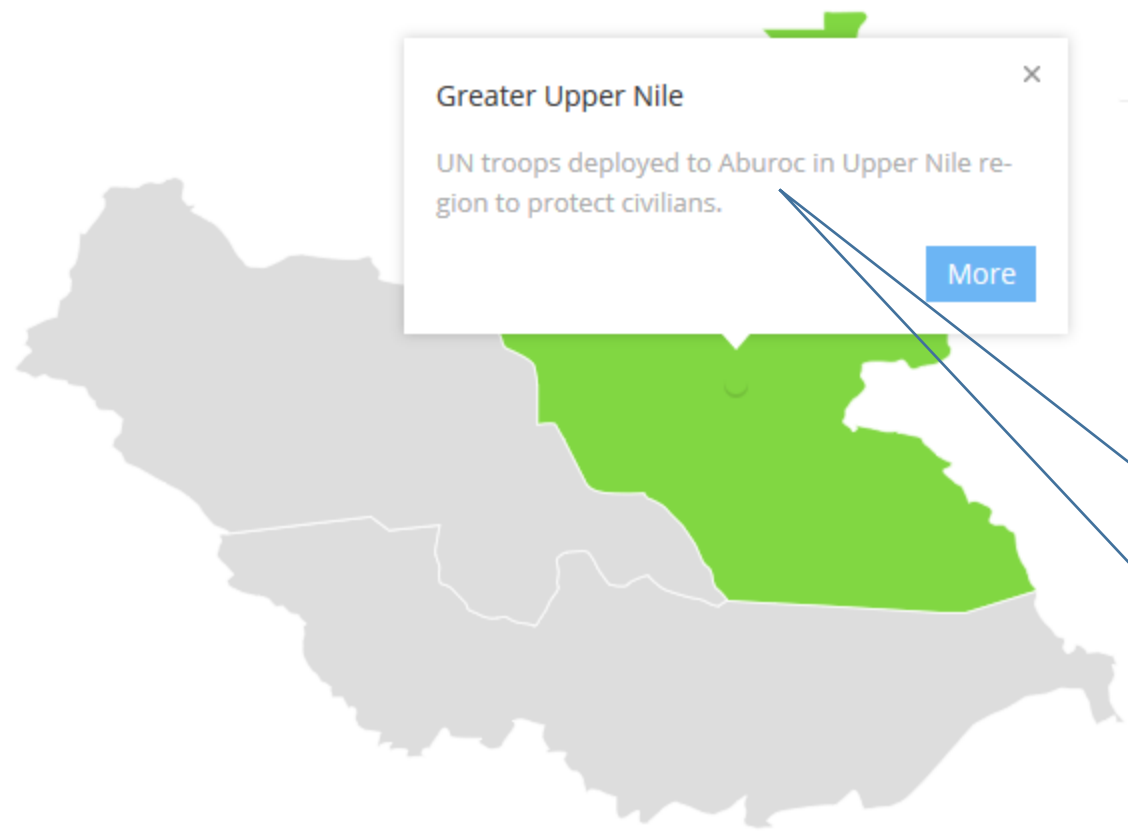 Greater Upper Nile
UN troops deployed to Aburoc in Upper Nile re-
gion to protect civilians.
More